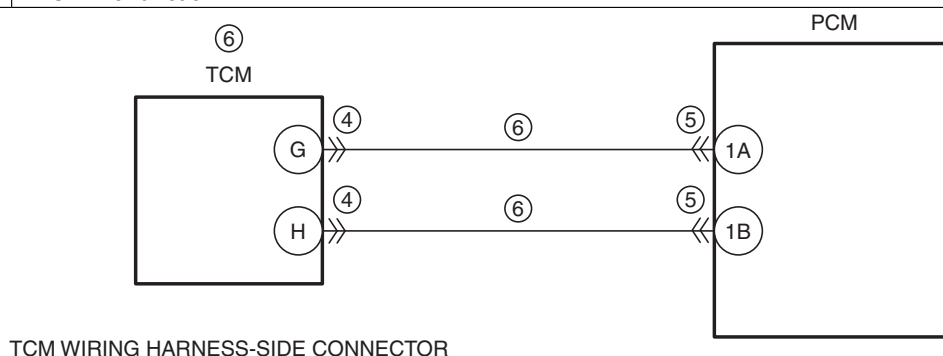 PCM
⑥
TCM
④ ⑥ ⑤
G 1A
④ ⑥ ⑤
H 1B
TCM WIRING HARNESS-SIDE CONNECTOR